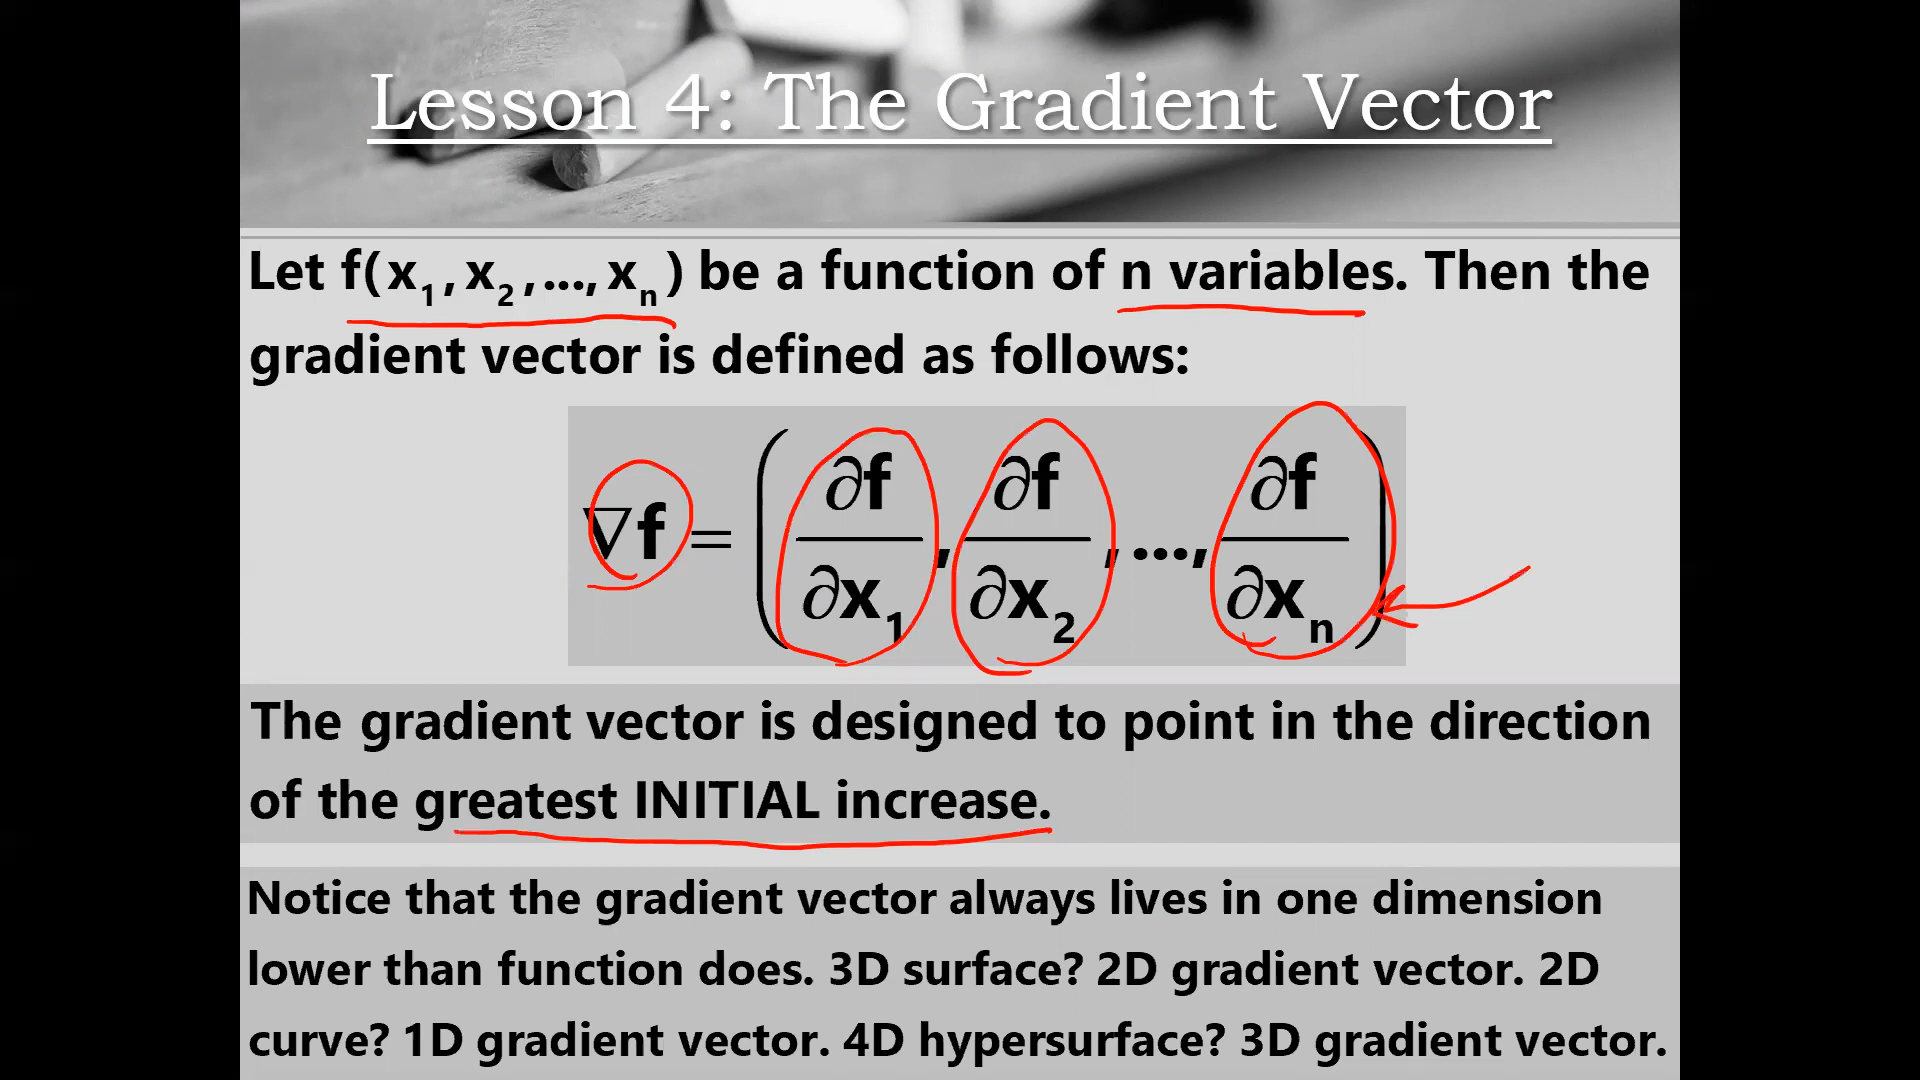 Lesson 4: The Gradient Vector
Let f(x₁,x₂,...,xₙ) be a function of n variables. Then the
gradient vector is defined as follows:
∇f = (∂f/∂x₁, ∂f/∂x₂, ..., ∂f/∂xₙ)
The gradient vector is designed to point in the direction
of the greatest INITIAL increase.
Notice that the gradient vector always lives in one dimension
lower than function does. 3D surface? 2D gradient vector. 2D
curve? 1D gradient vector. 4D hypersurface? 3D gradient vector.